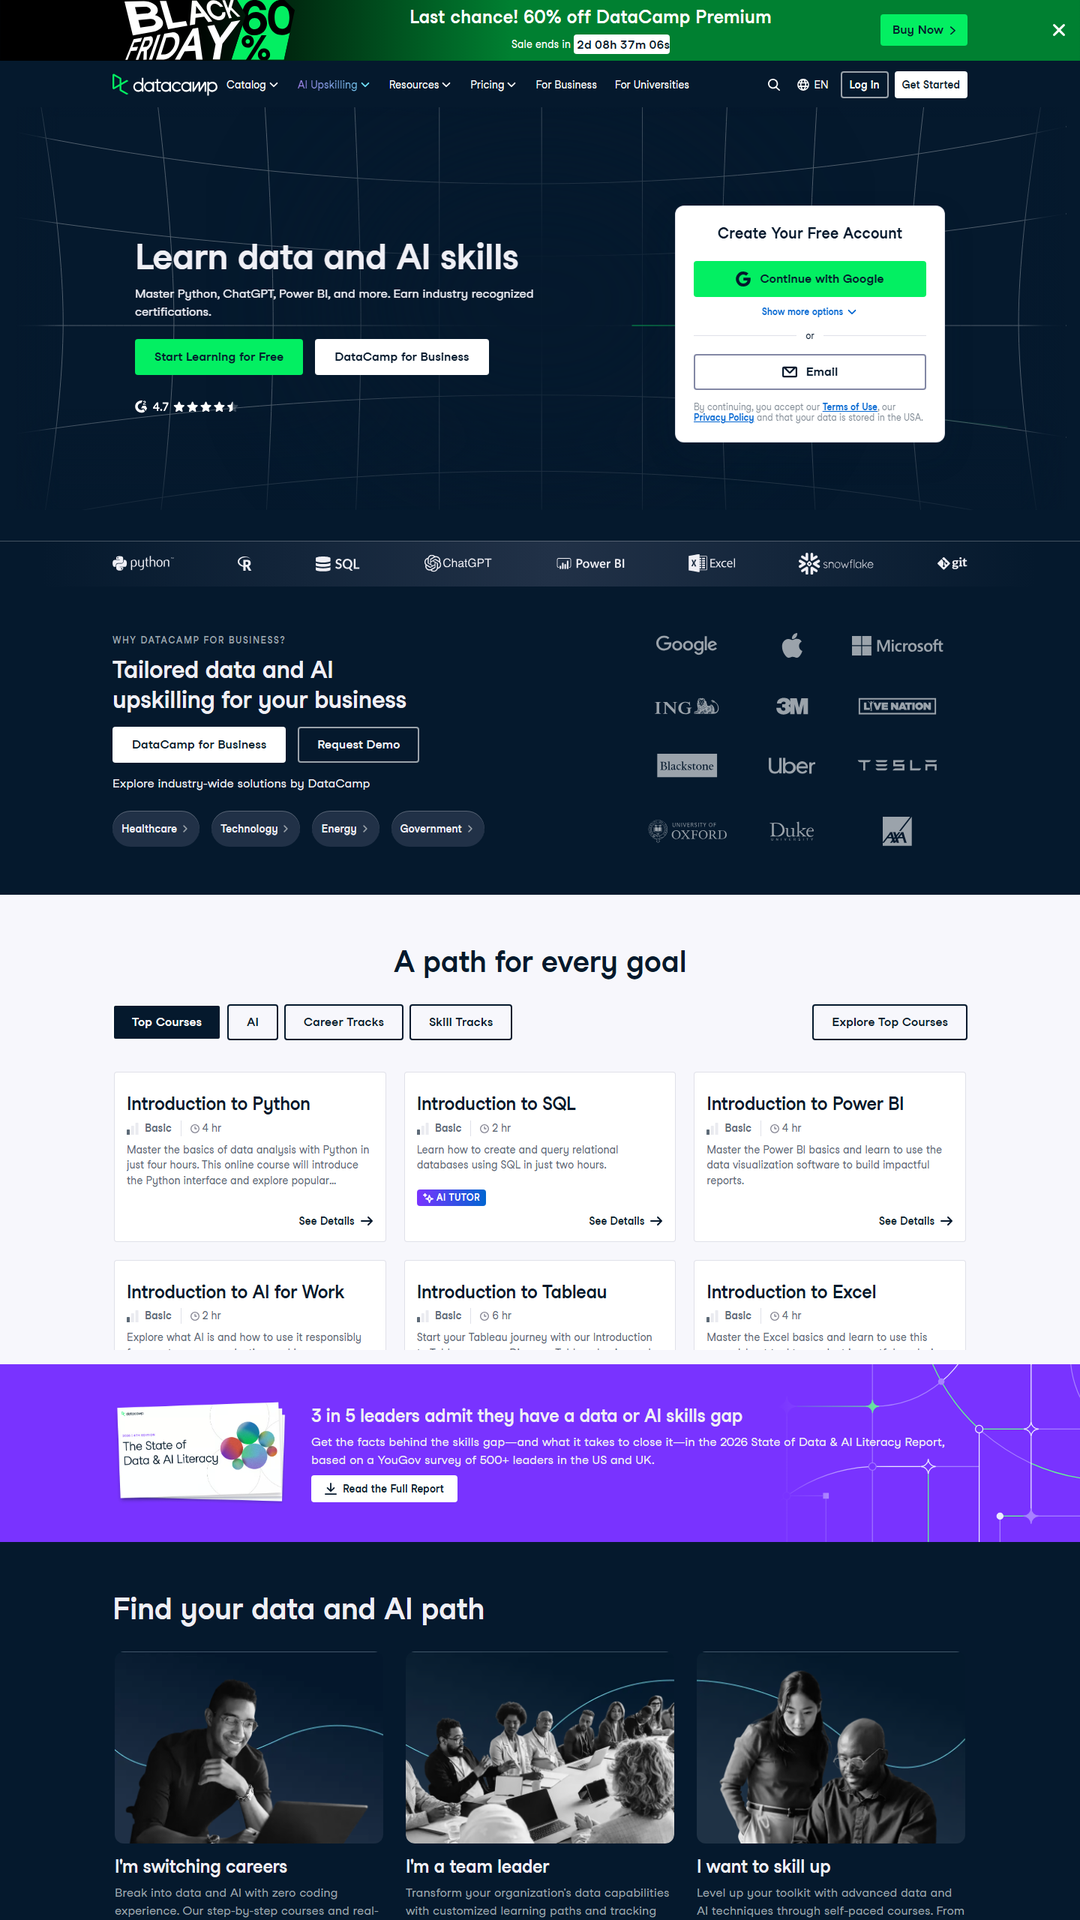 BLACK
FRIDAY
60
%
Last chance! 60% off DataCamp Premium
Sale ends in 2d 08h 37m 06s
Buy Now
datacamp
Catalog
AI Upskilling
Resources
Pricing
For Business
For Universities
EN
Log In
Get Started
Learn data and AI skills
Master Python, ChatGPT, Power BI, and more. Earn industry recognized
certifications.
Start Learning for Free
DataCamp for Business
4.7
Create Your Free Account
Continue with Google
Show more options
or
Email
By continuing, you accept our Terms of Use, our
Privacy Policy and that your data is stored in the USA.
python
R
SQL
ChatGPT
Power BI
Excel
snowflake
git
WHY DATACAMP FOR BUSINESS?
Tailored data and AI
upskilling for your business
DataCamp for Business
Request Demo
Explore industry-wide solutions by DataCamp
Healthcare
Technology
Energy
Government
Google
Microsoft
ING
3M
LIVE NATION
Blackstone
Uber
TESLA
UNIVERSITY OF
OXFORD
Duke
UNIVERSITY
AXA
A path for every goal
Top Courses
AI
Career Tracks
Skill Tracks
Explore Top Courses
Introduction to Python
Basic
4 hr
Master the basics of data analysis with Python in
just four hours. This online course will introduce
the Python interface and explore popular...
See Details
Introduction to SQL
Basic
2 hr
Learn how to create and query relational
databases using SQL in just two hours.
AI TUTOR
See Details
Introduction to Power BI
Basic
4 hr
Master the Power BI basics and learn to use the
data visualization software to build impactful
reports.
See Details
Introduction to AI for Work
Basic
2 hr
Explore what AI is and how to use it responsibly
Introduction to Tableau
Basic
6 hr
Start your Tableau journey with our Introduction
Introduction to Excel
Basic
4 hr
Master the Excel basics and learn to use this
The State of
Data & AI Literacy
3 in 5 leaders admit they have a data or AI skills gap
Get the facts behind the skills gap—and what it takes to close it—in the 2026 State of Data & AI Literacy Report,
based on a YouGov survey of 500+ leaders in the US and UK.
Read the Full Report
Find your data and AI path
I'm switching careers
Break into data and AI with zero coding
experience. Our step-by-step courses and real-
I'm a team leader
Transform your organization's data capabilities
with customized learning paths and tracking
I want to skill up
Level up your toolkit with advanced data and
AI techniques through self-paced courses. From